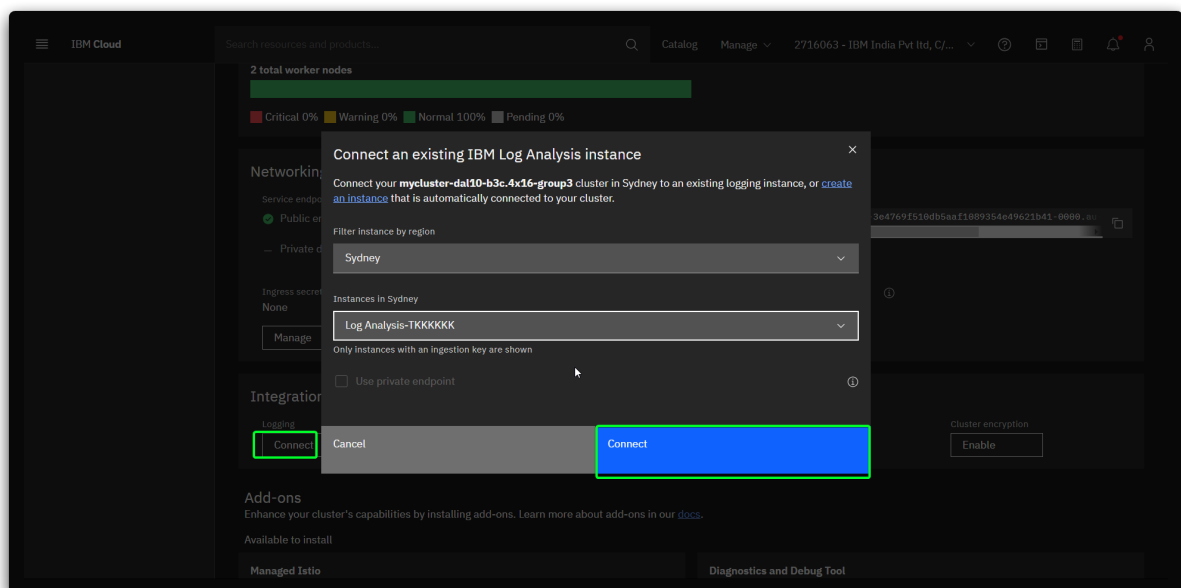 IBM Cloud
Search resources and products...
Catalog
Manage
2716063 - IBM India Pvt ltd, C/...
2 total worker nodes
Critical 0%
Warning 0%
Normal 100%
Pending 0%
Connect an existing IBM Log Analysis instance
Connect your mycluster-dal10-b3c.4x16-group3 cluster in Sydney to an existing logging instance, or create
an instance that is automatically connected to your cluster.
Filter instance by region
Sydney
Instances in Sydney
Log Analysis-TKKKKKK
Only instances with an ingestion key are shown
Use private endpoint
Cancel
Connect
Networking
Service endpo
Public en
-3e4769f510db5aaf1089354e49621b41-0000.au
Private
Ingress secret
None
Manage
Integration
Logging
Connect
Cluster encryption
Enable
Add-ons
Enhance your cluster's capabilities by installing add-ons. Learn more about add-ons in our docs.
Available to install
Managed Istio
Diagnostics and Debug Tool